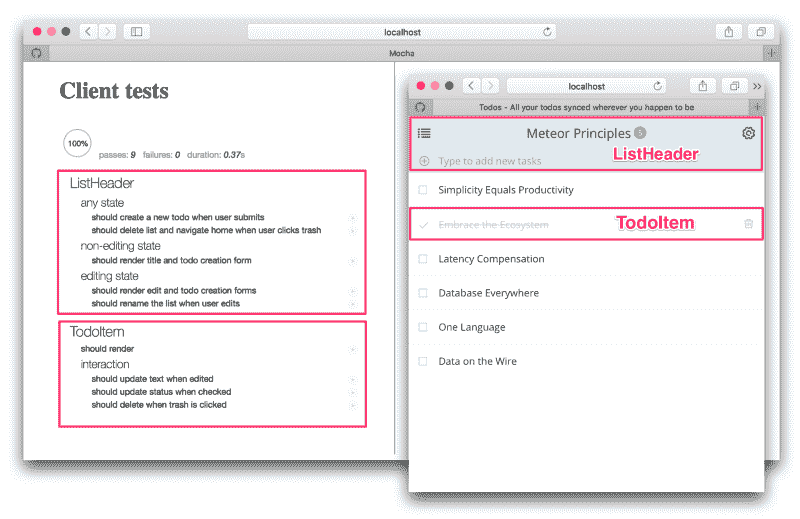 localhost
Mocha
Client tests
100%
passes: 9 failures: 0 duration: 0.37s
ListHeader
any state
should create a new todo when user submits
should delete list and navigate home when user clicks trash
non-editing state
should render title and todo creation form
editing state
should render edit and todo creation forms
should rename the list when user edits
TodoItem
should render
interaction
should update text when edited
should update status when checked
should delete when trash is clicked
localhost
Todos - All your todos synced wherever you happen to be
Meteor Principles 5
ListHeader
Type to add new tasks
Simplicity Equals Productivity
Embrace the Ecosystem
TodoItem
Latency Compensation
Database Everywhere
One Language
Data on the Wire